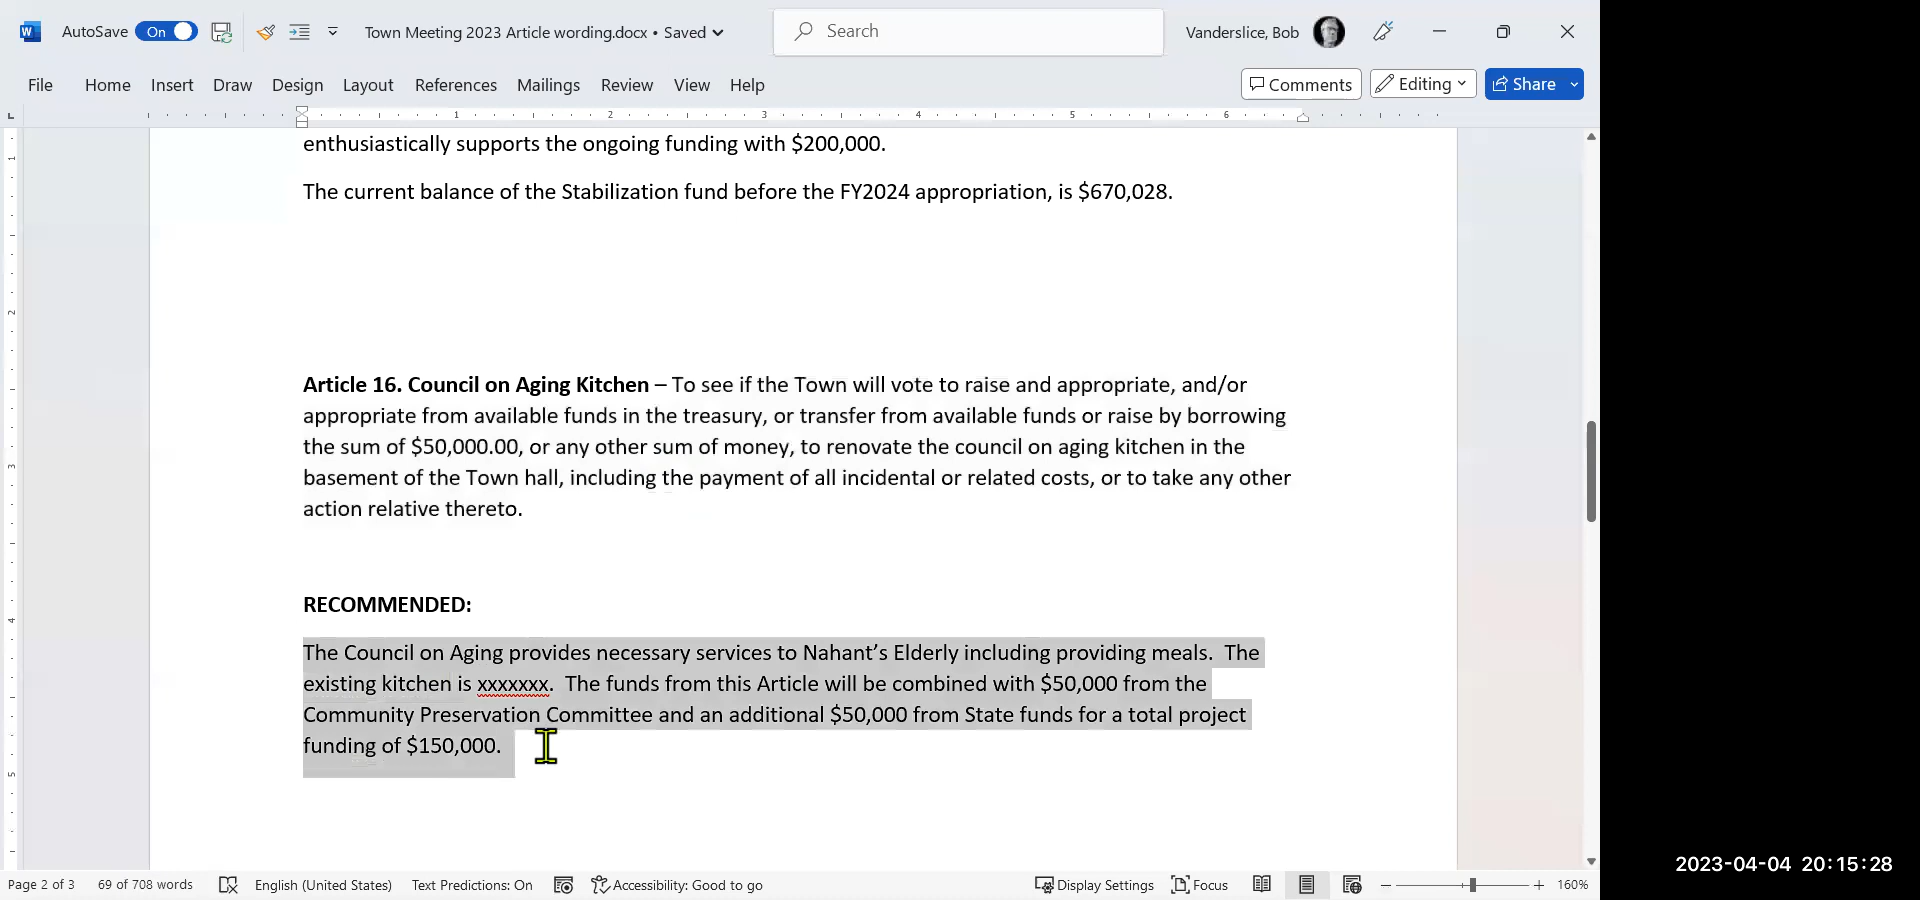 AutoSave On Town Meeting 2023 Article wording.docx • Saved Search Vanderslice, Bob
File Home Insert Draw Design Layout References Mailings Review View Help Comments Editing Share
1 2 3 4 5 6
enthusiastically supports the ongoing funding with $200,000.
The current balance of the Stabilization fund before the FY2024 appropriation, is $670,028.
Article 16. Council on Aging Kitchen – To see if the Town will vote to raise and appropriate, and/or
appropriate from available funds in the treasury, or transfer from available funds or raise by borrowing
the sum of $50,000.00, or any other sum of money, to renovate the council on aging kitchen in the
basement of the Town hall, including the payment of all incidental or related costs, or to take any other
action relative thereto.
RECOMMENDED:
The Council on Aging provides necessary services to Nahant’s Elderly including providing meals.  The
existing kitchen is xxxxxxx.  The funds from this Article will be combined with $50,000 from the
Community Preservation Committee and an additional $50,000 from State funds for a total project
funding of $150,000.
2023-04-04 20:15:28
Page 2 of 3 69 of 708 words English (United States) Text Predictions: On Accessibility: Good to go Display Settings Focus 160%